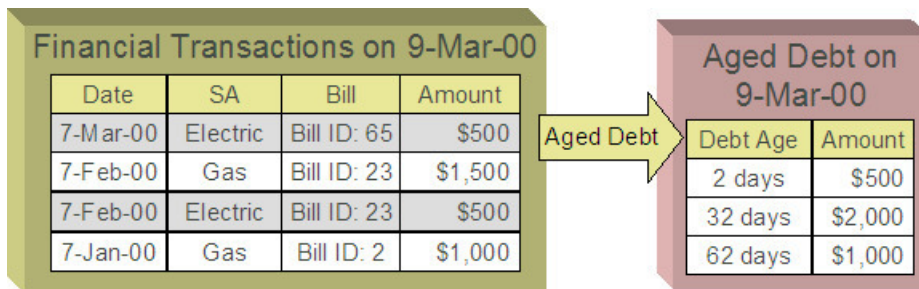 Financial Transactions on 9-Mar-00
Date SA Bill Amount
7-Mar-00 Electric Bill ID: 65 $500
7-Feb-00 Gas Bill ID: 23 $1,500
7-Feb-00 Electric Bill ID: 23 $500
7-Jan-00 Gas Bill ID: 2 $1,000
Aged Debt
Aged Debt on
9-Mar-00
Debt Age Amount
2 days $500
32 days $2,000
62 days $1,000